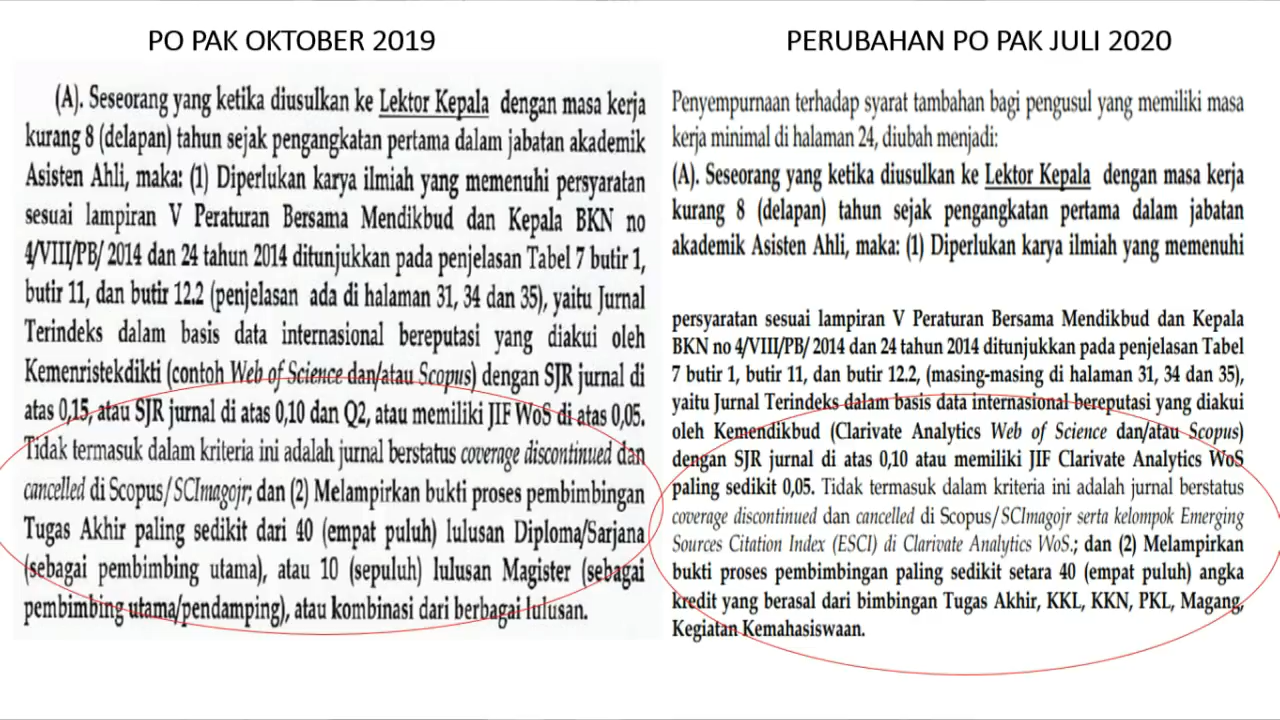 PO PAK OKTOBER 2019
(A). Seseorang yang ketika diusulkan ke Lektor Kepala dengan masa kerja
kurang 8 (delapan) tahun sejak pengangkatan pertama dalam jabatan akademik
Asisten Ahli, maka: (1) Diperlukan karya ilmiah yang memenuhi persyaratan
sesuai lampiran V Peraturan Bersama Mendikbud dan Kepala BKN no
4/VIII/PB/ 2014 dan 24 tahun 2014 ditunjukkan pada penjelasan Tabel 7 butir 1,
butir 11, dan butir 12.2 (penjelasan ada di halaman 31, 34 dan 35), yaitu Jurnal
Terindeks dalam basis data internasional bereputasi yang diakui oleh
Kemenristekdikti (contoh Web of Science dan/atau Scopus) dengan SJR jurnal di
atas 0,15, atau SJR jurnal di atas 0,10 dan Q2, atau memiliki JIF WoS di atas 0,05.
Tidak termasuk dalam kriteria ini adalah jurnal berstatus coverage discontinued dan
cancelled di Scopus/SCImagojr; dan (2) Melampirkan bukti proses pembimbingan
Tugas Akhir paling sedikit dari 40 (empat puluh) lulusan Diploma/Sarjana
(sebagai pembimbing utama), atau 10 (sepuluh) lulusan Magister (sebagai
pembimbing utama/pendamping), atau kombinasi dari berbagai lulusan.
PERUBAHAN PO PAK JULI 2020
Penyempurnaan terhadap syarat tambahan bagi pengusul yang memiliki masa
kerja minimal di halaman 24, diubah menjadi:
(A). Seseorang yang ketika diusulkan ke Lektor Kepala dengan masa kerja
kurang 8 (delapan) tahun sejak pengangkatan pertama dalam jabatan
akademik Asisten Ahli, maka: (1) Diperlukan karya ilmiah yang memenuhi
persyaratan sesuai lampiran V Peraturan Bersama Mendikbud dan Kepala
BKN no 4/VIII/PB/ 2014 dan 24 tahun 2014 ditunjukkan pada penjelasan Tabel
7 butir 1, butir 11, dan butir 12.2, (masing-masing di halaman 31, 34 dan 35),
yaitu Jurnal Terindeks dalam basis data internasional bereputasi yang diakui
oleh Kemendikbud (Clarivate Analytics Web of Science dan/atau Scopus)
dengan SJR jurnal di atas 0,10 atau memiliki JIF Clarivate Analytics WoS
paling sedikit 0,05. Tidak termasuk dalam kriteria ini adalah jurnal berstatus
coverage discontinued dan cancelled di Scopus/SCImagojr serta kelompok Emerging
Sources Citation Index (ESCI) di Clarivate Analytics WoS.; dan (2) Melampirkan
bukti proses pembimbingan paling sedikit setara 40 (empat puluh) angka
kredit yang berasal dari bimbingan Tugas Akhir, KKL, KKN, PKL, Magang,
Kegiatan Kemahasiswaan.